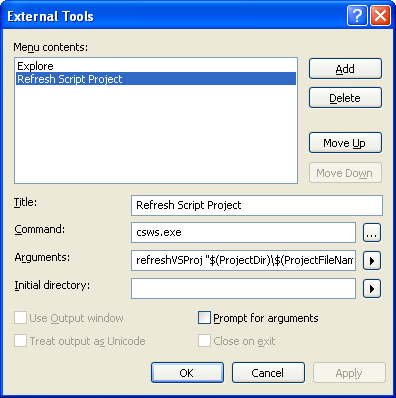 External Tools
Menu contents:
Explore
Refresh Script Project
Add
Delete
Move Up
Move Down
Title:
Refresh Script Project
Command:
csws.exe
...
Arguments:
refreshVSProj "$(ProjectDir)\$(ProjectFileNam
Initial directory:
Use Output window
Prompt for arguments
Treat output as Unicode
Close on exit
OK
Cancel
Apply